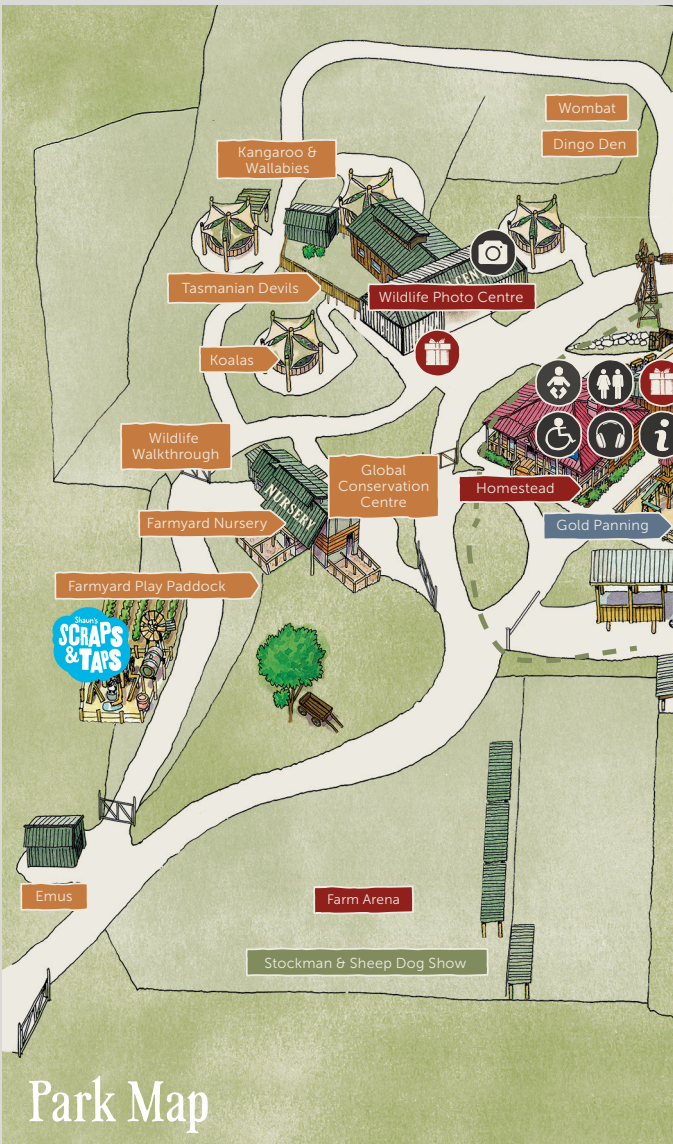 Wombat
Dingo Den
Kangaroo &
Wallabies
Tasmanian Devils
Wildlife Photo Centre
Koalas
Wildlife
Walkthrough
Global
Conservation
Centre
NURSERY
Homestead
Farmyard Nursery
Gold Panning
Farmyard Play Paddock
Shaun's
SCRAPS
& TAPS
Emus
Farm Arena
Stockman & Sheep Dog Show
Park Map